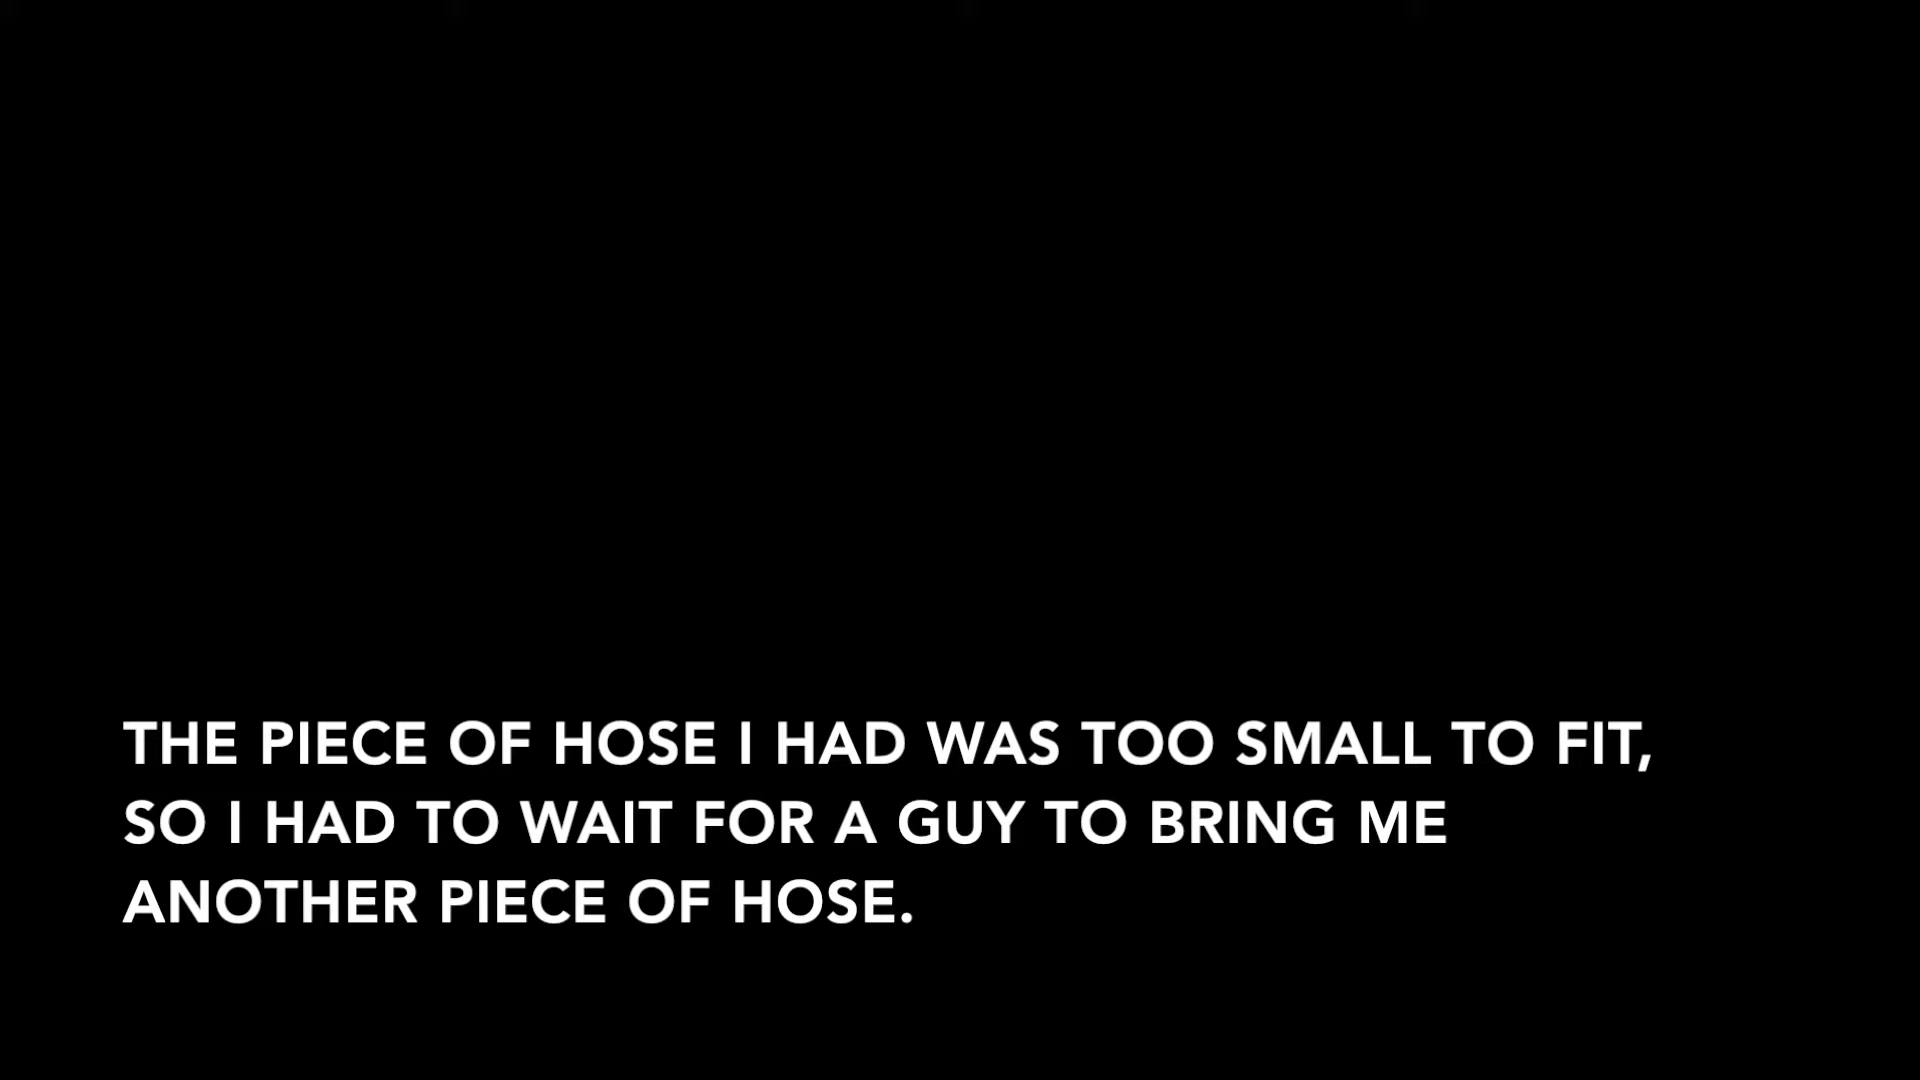 THE PIECE OF HOSE I HAD WAS TOO SMALL TO FIT,
SO I HAD TO WAIT FOR A GUY TO BRING ME
ANOTHER PIECE OF HOSE.